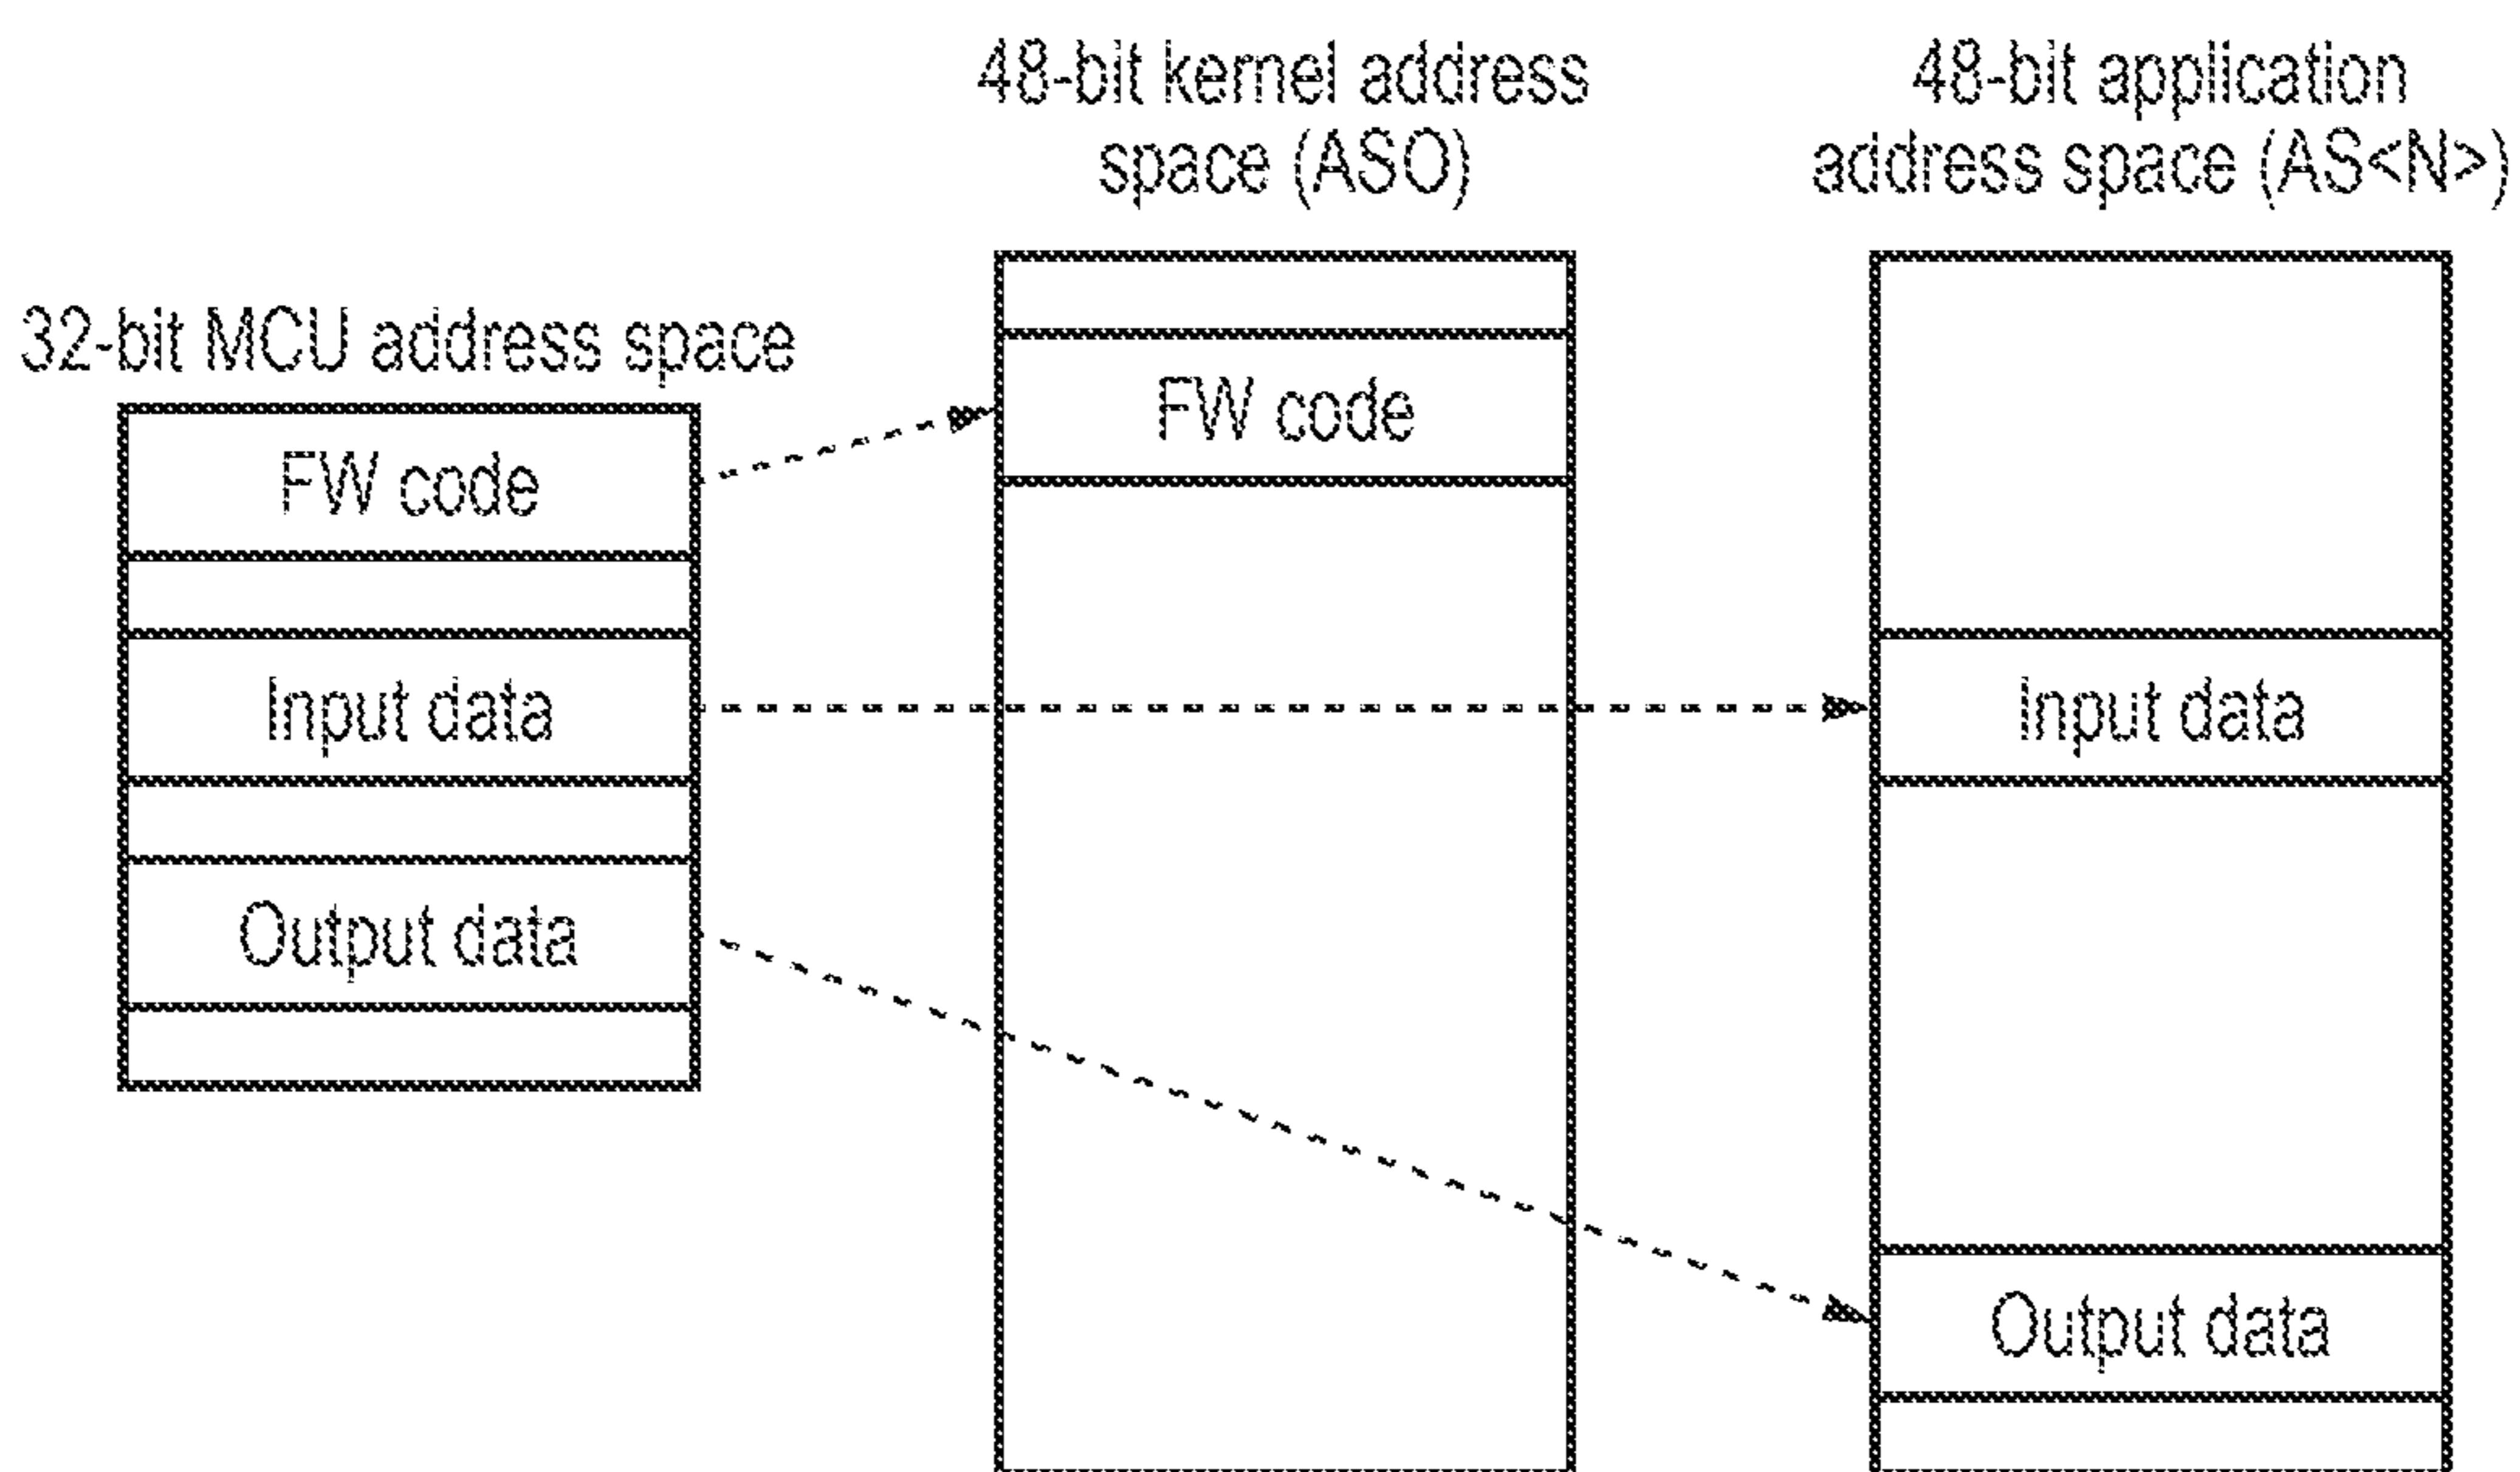 48-bit kernel address
space (ASO)
48-bit application
address space (AS<N>)
32-bit MCU address space
FW code
FW code
Input data
Input data
Output data
Output data